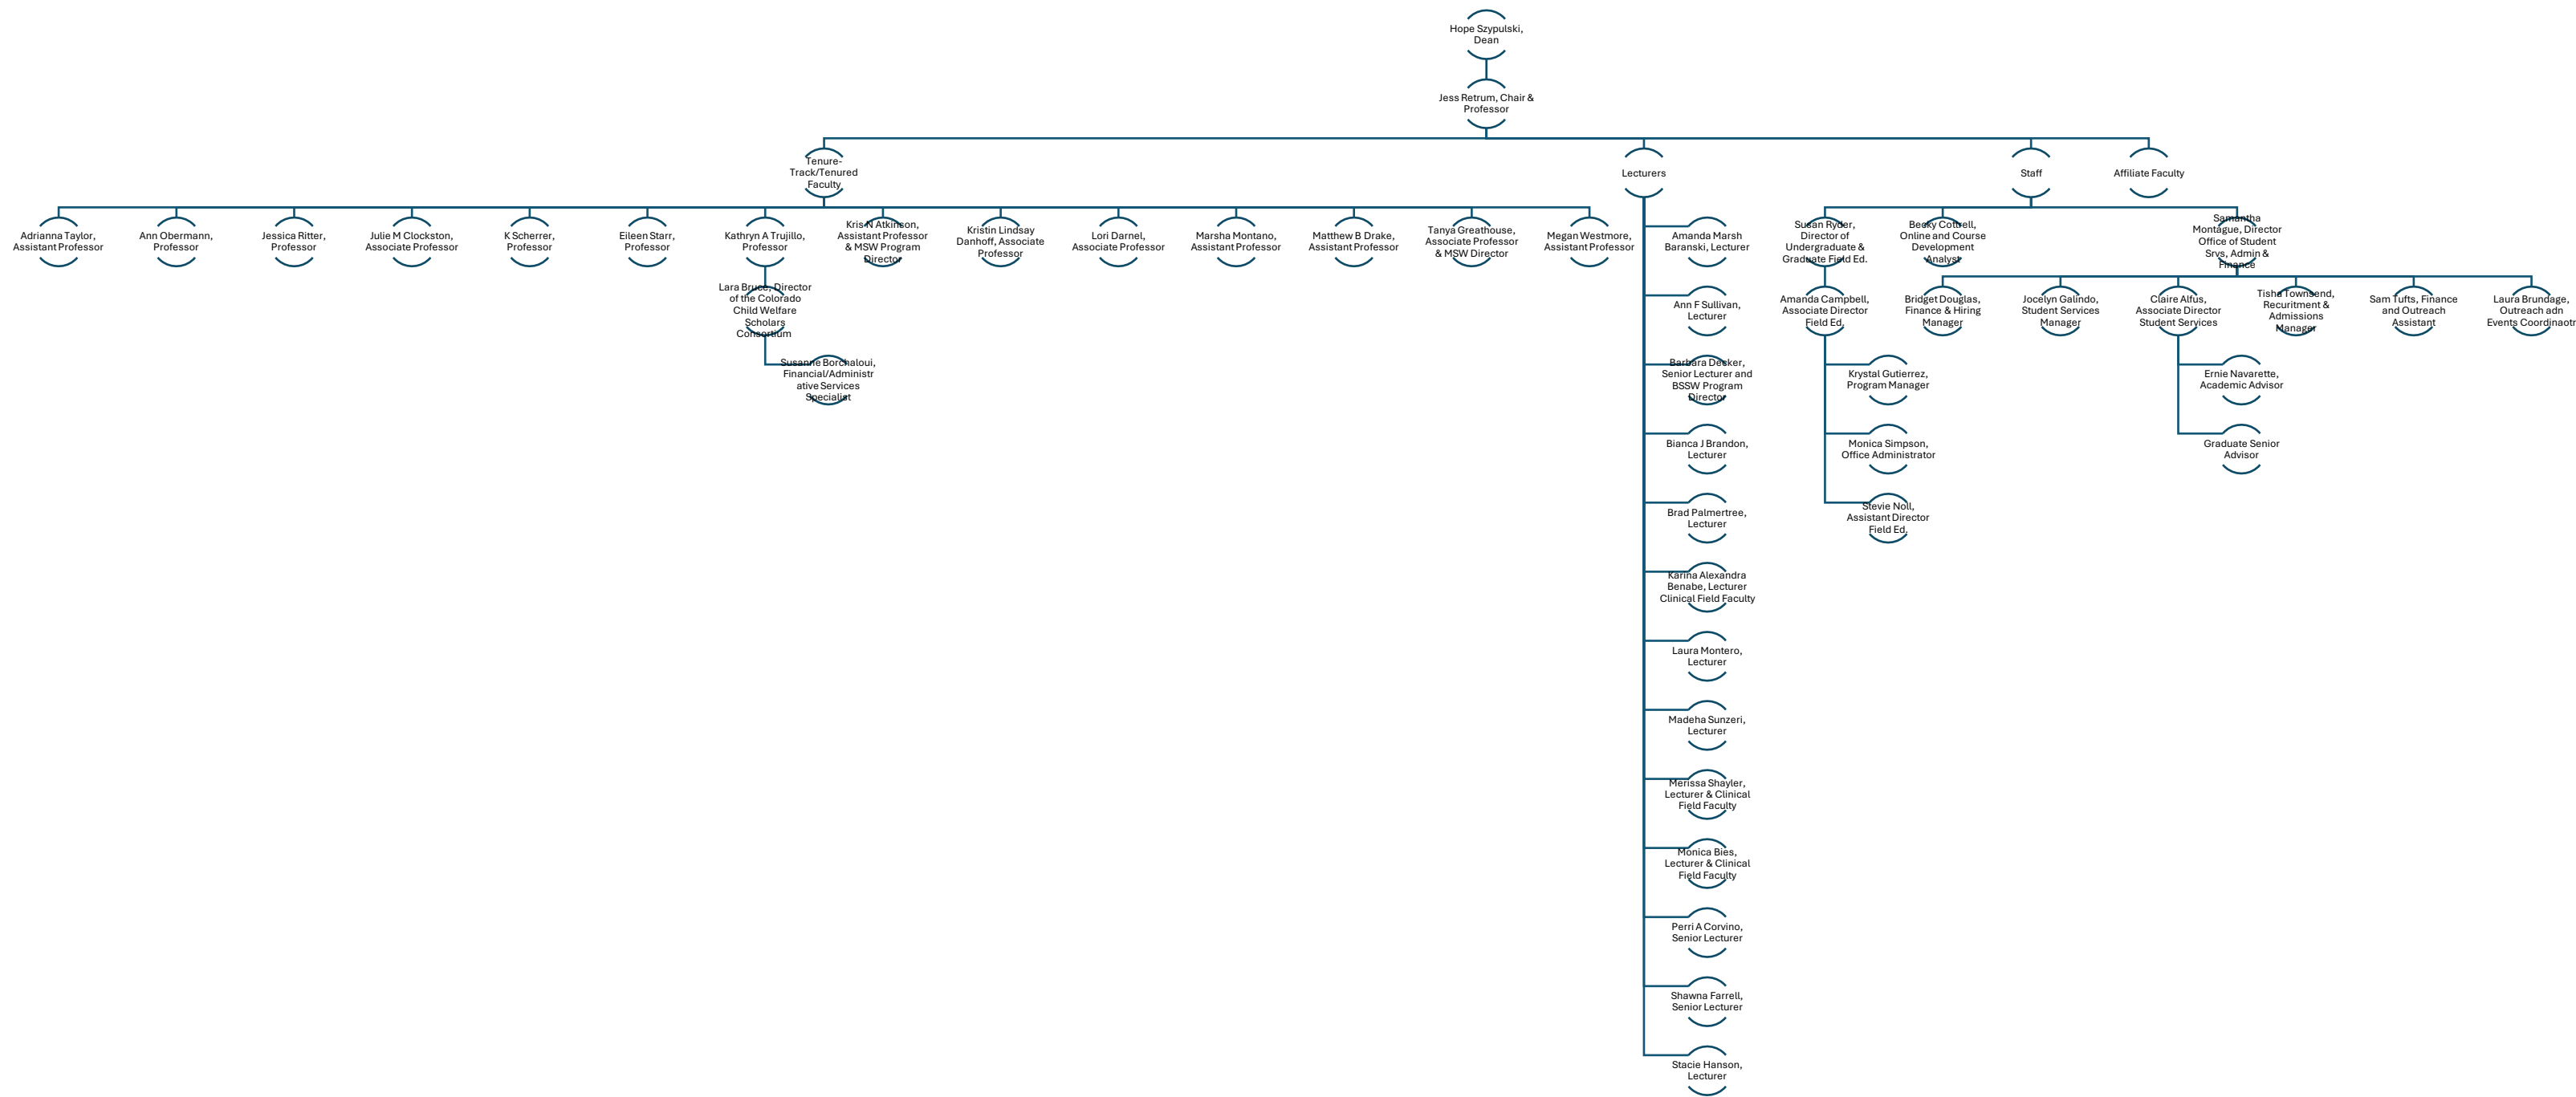 Hope Szypulski,
Dean
Jess Retrum, Chair &
Professor
Tenure-
Track/Tenured
Faculty
Lecturers
Staff
Affiliate Faculty
Adrianna Taylor,
Assistant Professor
Ann Obermann,
Professor
Jessica Ritter,
Professor
Julie M Clockston,
Associate Professor
K Scherrer,
Professor
Eileen Starr,
Professor
Kathryn A Trujillo,
Professor
Kris N Atkinson,
Assistant Professor
& MSW Program
Director
Kristin Lindsay
Danhoff, Associate
Professor
Lori Darnel,
Associate Professor
Marsha Montano,
Assistant Professor
Matthew B Drake,
Assistant Professor
Tanya Greathouse,
Associate Professor
& MSW Director
Megan Westmore,
Assistant Professor
Lara Bruce, Director
of the Colorado
Child Welfare
Scholars
Consortium
Susanne Borchaloui,
Financial/Administr
ative Services
Specialist
Amanda Marsh
Baranski, Lecturer
Ann F Sullivan,
Lecturer
Barbara Decker,
Senior Lecturer and
BSSW Program
Director
Bianca J Brandon,
Lecturer
Brad Palmertree,
Lecturer
Karina Alexandra
Benabe, Lecturer
Clinical Field Faculty
Laura Montero,
Lecturer
Madeha Sunzeri,
Lecturer
Merissa Shayler,
Lecturer & Clinical
Field Faculty
Monica Bies,
Lecturer & Clinical
Field Faculty
Perri A Corvino,
Senior Lecturer
Shawna Farrell,
Senior Lecturer
Stacie Hanson,
Lecturer
Susan Ryder,
Director of
Undergraduate &
Graduate Field Ed.
Becky Cottrell,
Online and Course
Development
Analyst
Samantha
Montague, Director
Office of Student
Srvs, Admin &
Finance
Amanda Campbell,
Associate Director
Field Ed.
Krystal Gutierrez,
Program Manager
Monica Simpson,
Office Administrator
Stevie Noll,
Assistant Director
Field Ed.
Bridget Douglas,
Finance & Hiring
Manager
Jocelyn Galindo,
Student Services
Manager
Claire Alfus,
Associate Director
Student Services
Tisha Townsend,
Recuritment &
Admissions
Manager
Sam Tufts, Finance
and Outreach
Assistant
Laura Brundage,
Outreach adn
Events Coordinaotr
Ernie Navarette,
Academic Advisor
Graduate Senior
Advisor